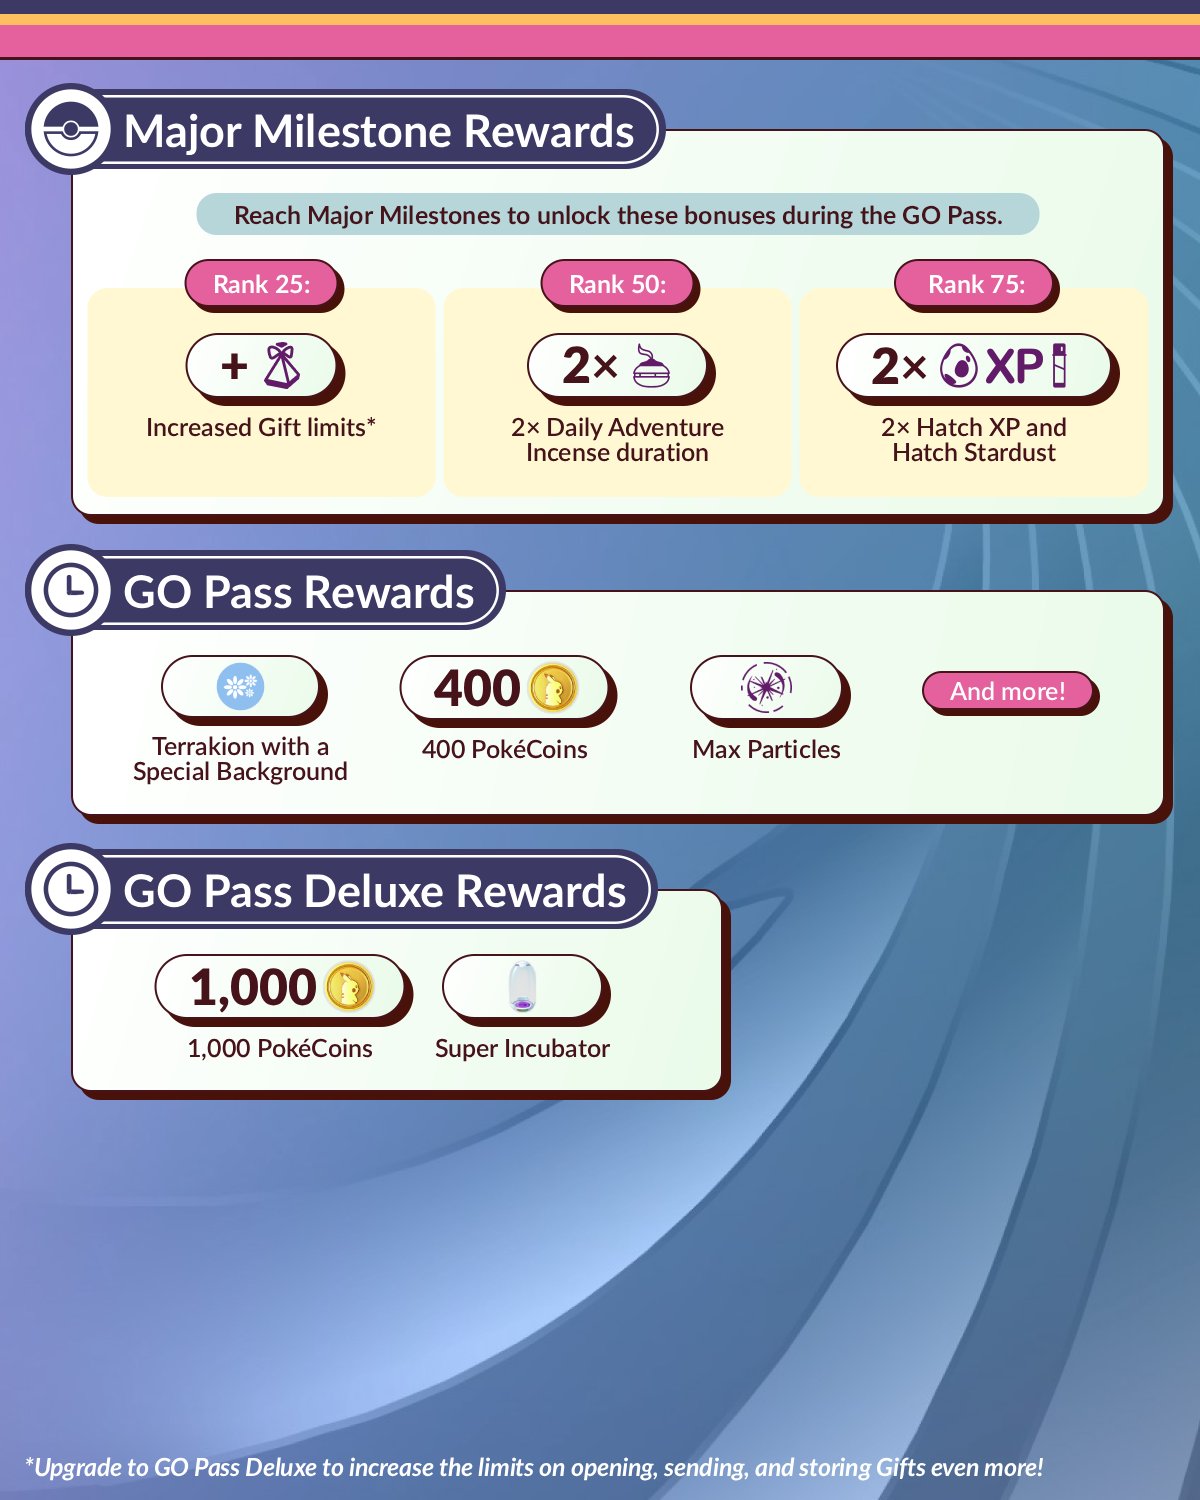 Major Milestone Rewards
Reach Major Milestones to unlock these bonuses during the GO Pass.
Rank 25:
+
Increased Gift limits*
Rank 50:
2×
2× Daily Adventure
Incense duration
Rank 75:
2× XP
2× Hatch XP and
Hatch Stardust
GO Pass Rewards
Terrakion with a
Special Background
400
400 PokéCoins
Max Particles
And more!
GO Pass Deluxe Rewards
1,000
1,000 PokéCoins
Super Incubator
*Upgrade to GO Pass Deluxe to increase the limits on opening, sending, and storing Gifts even more!